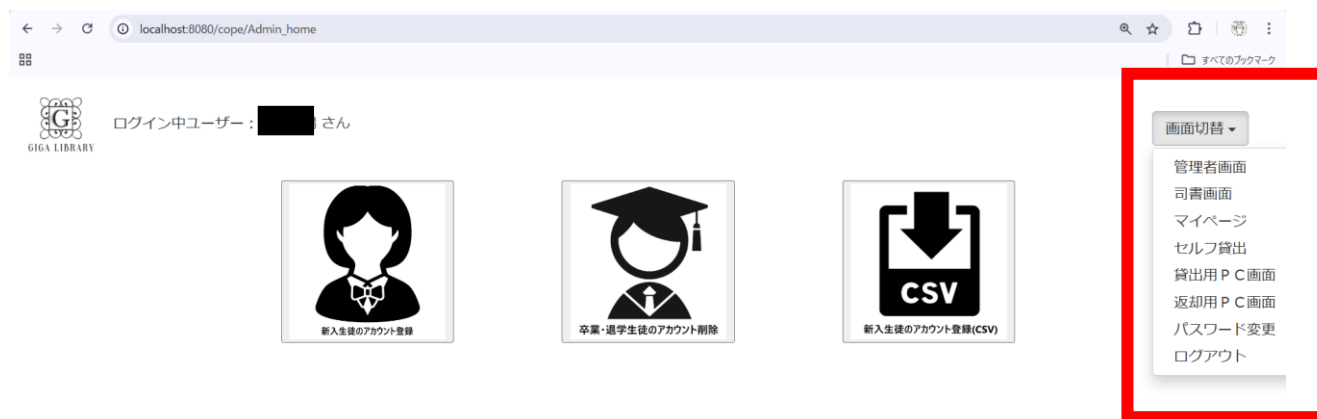 localhost:8080/cope/Admin_home
すべてのブックマーク
G
GIGA LIBRARY
ログイン中ユーザー： さん
画面切替
管理者画面
司書画面
マイページ
セルフ貸出
貸出用ＰＣ画面
返却用ＰＣ画面
パスワード変更
ログアウト
新入生徒のアカウント登録
卒業・退学生徒のアカウント削除
CSV
新入生徒のアカウント登録(CSV)